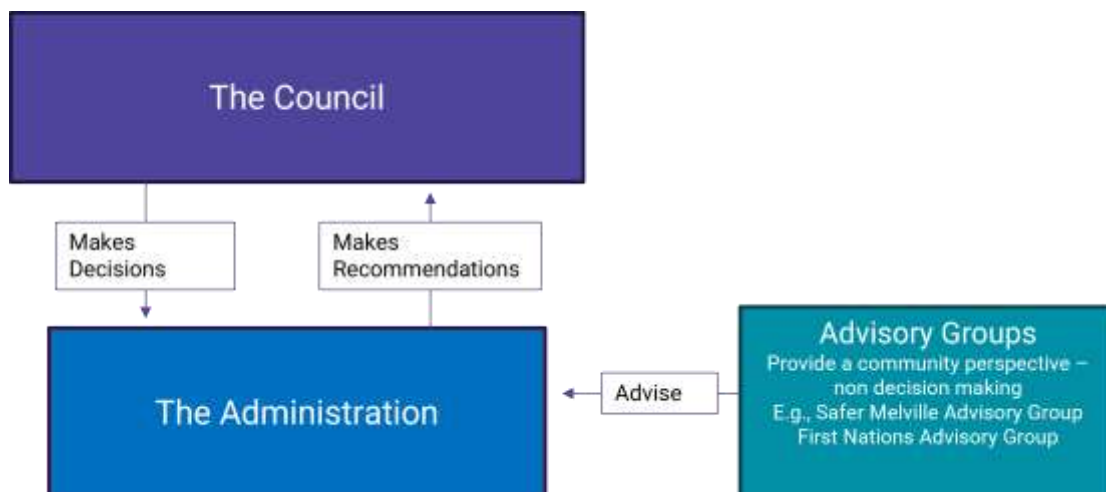 The Council
Makes
Decisions
Makes
Recommendations
The Administration
Advise
Advisory Groups
Provide a community perspective –
non decision making
E.g., Safer Melville Advisory Group
First Nations Advisory Group